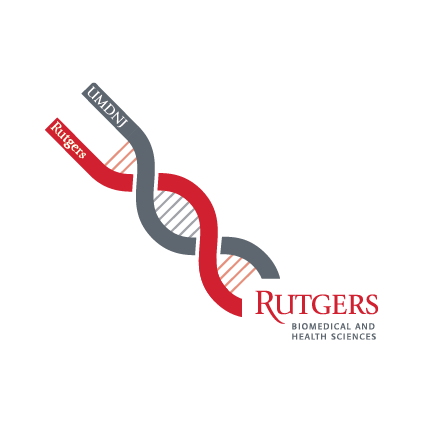 UMDNJ
Rutgers
RUTGERS
BIOMEDICAL AND
HEALTH SCIENCES